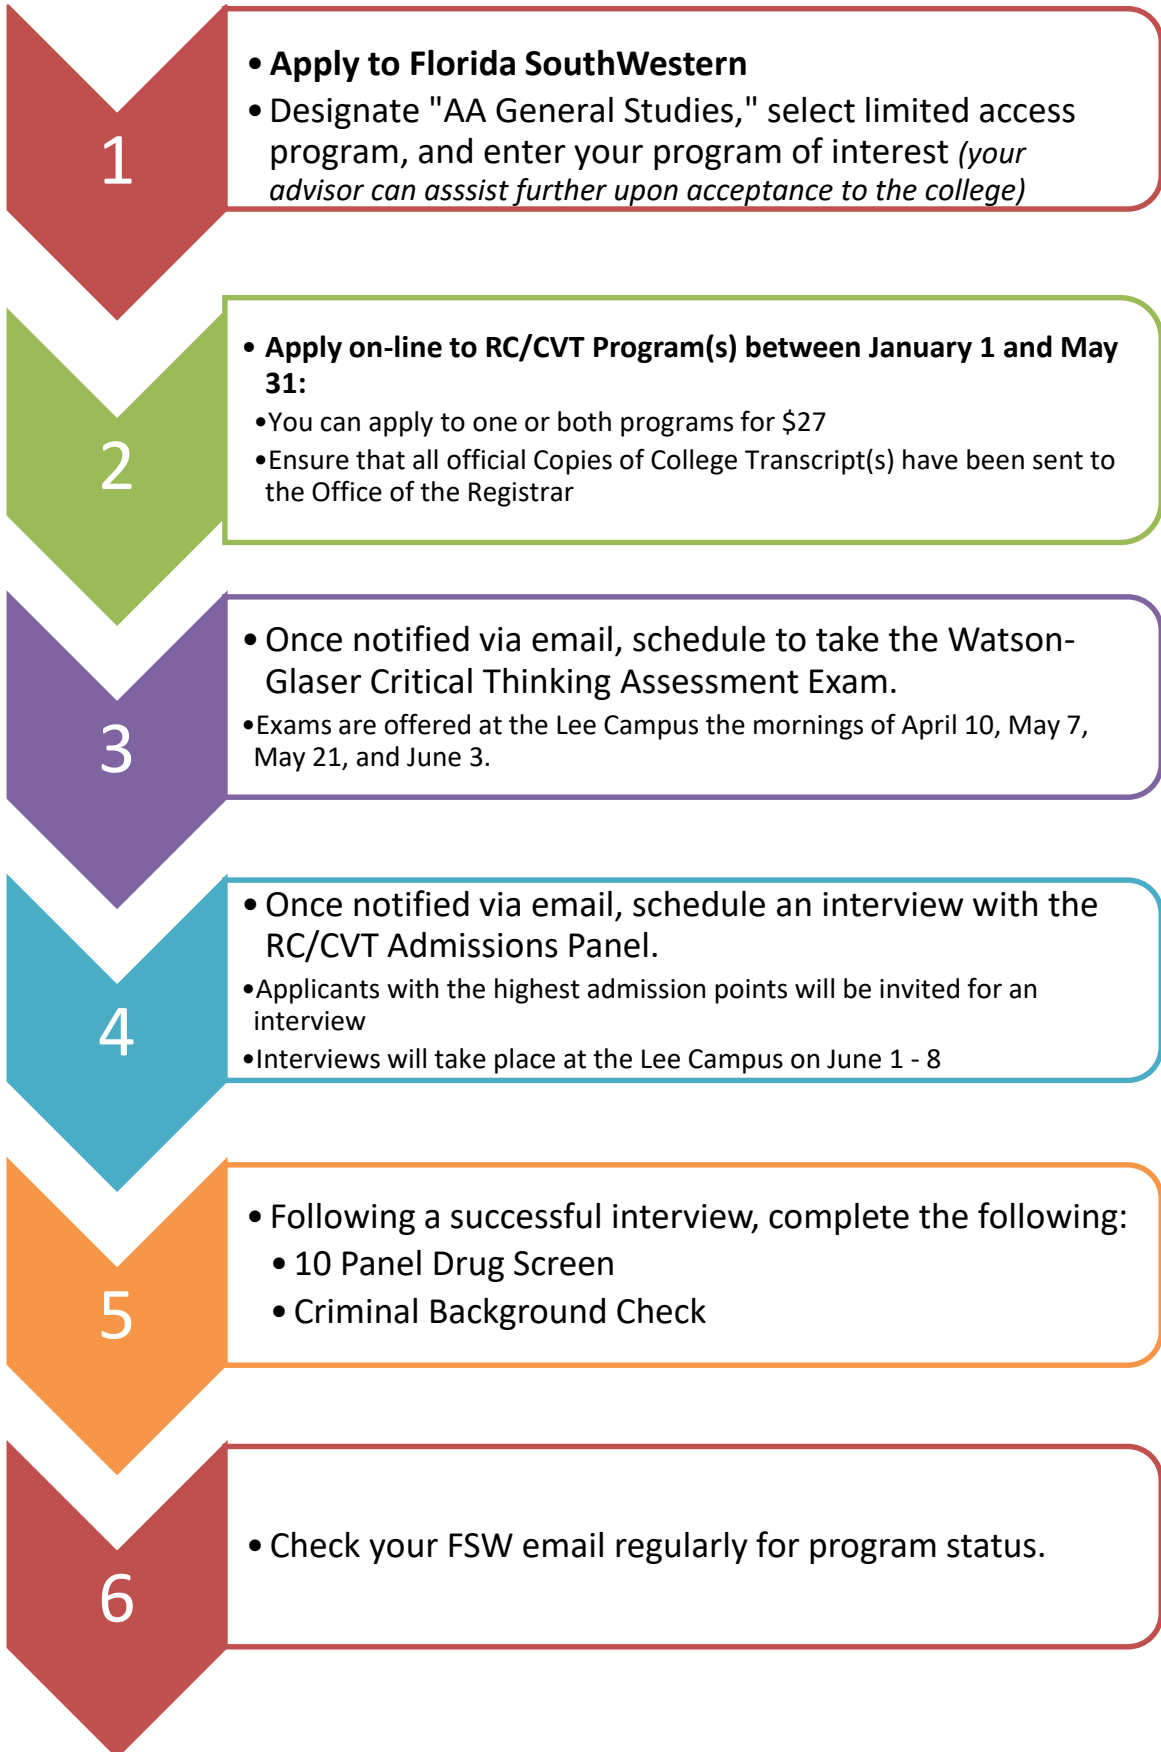 1
• Apply to Florida SouthWestern
• Designate "AA General Studies," select limited access
program, and enter your program of interest (your
advisor can asssist further upon acceptance to the college)
2
• Apply on-line to RC/CVT Program(s) between January 1 and May
31:
•You can apply to one or both programs for $27
•Ensure that all official Copies of College Transcript(s) have been sent to
the Office of the Registrar
3
• Once notified via email, schedule to take the Watson-
Glaser Critical Thinking Assessment Exam.
•Exams are offered at the Lee Campus the mornings of April 10, May 7,
May 21, and June 3.
4
• Once notified via email, schedule an interview with the
RC/CVT Admissions Panel.
•Applicants with the highest admission points will be invited for an
interview
•Interviews will take place at the Lee Campus on June 1 - 8
5
• Following a successful interview, complete the following:
• 10 Panel Drug Screen
• Criminal Background Check
6
• Check your FSW email regularly for program status.